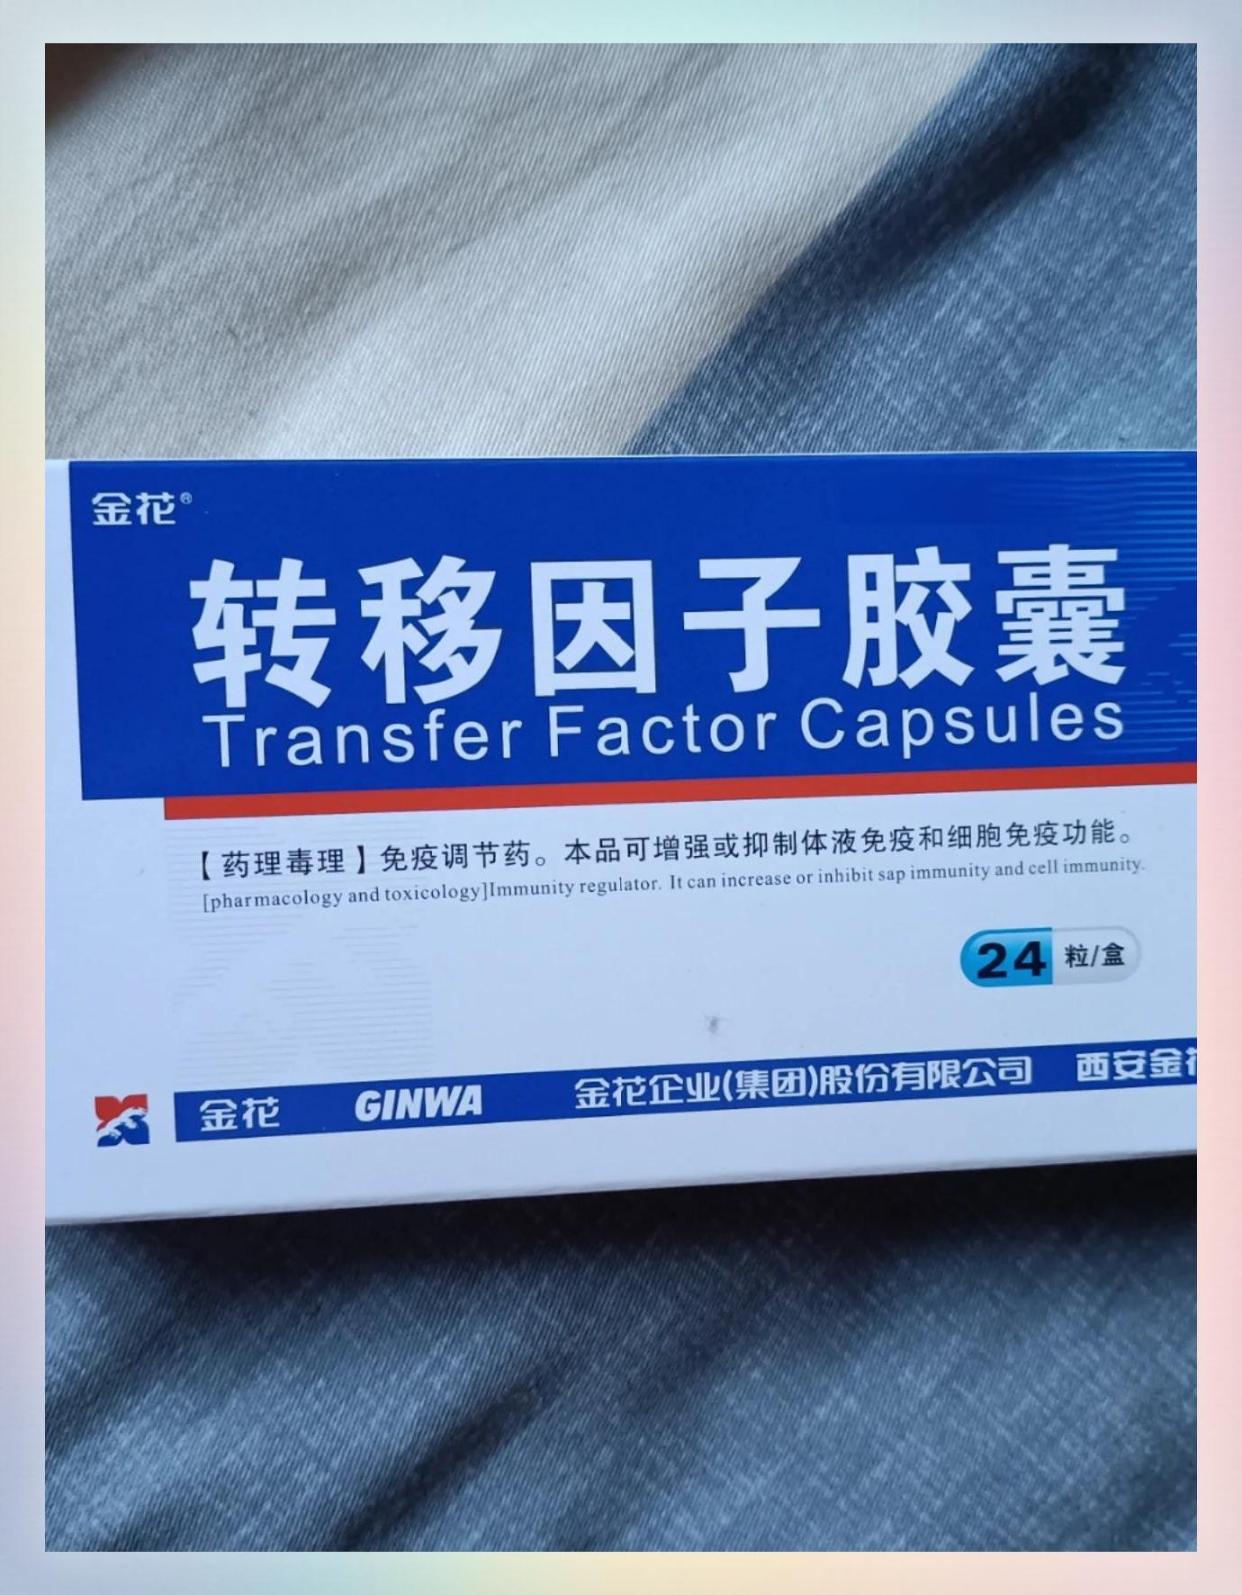 金花®
转移因子胶囊
Transfer Factor Capsules
【药理毒理】免疫调节药。本品可增强或抑制体液免疫和细胞免疫功能。
[pharmacology and toxicology]Immunity regulator. It can increase or inhibit sap immunity and cell immunity.
24 粒/盒
金花 GINWA 金花企业(集团)股份有限公司 西安金